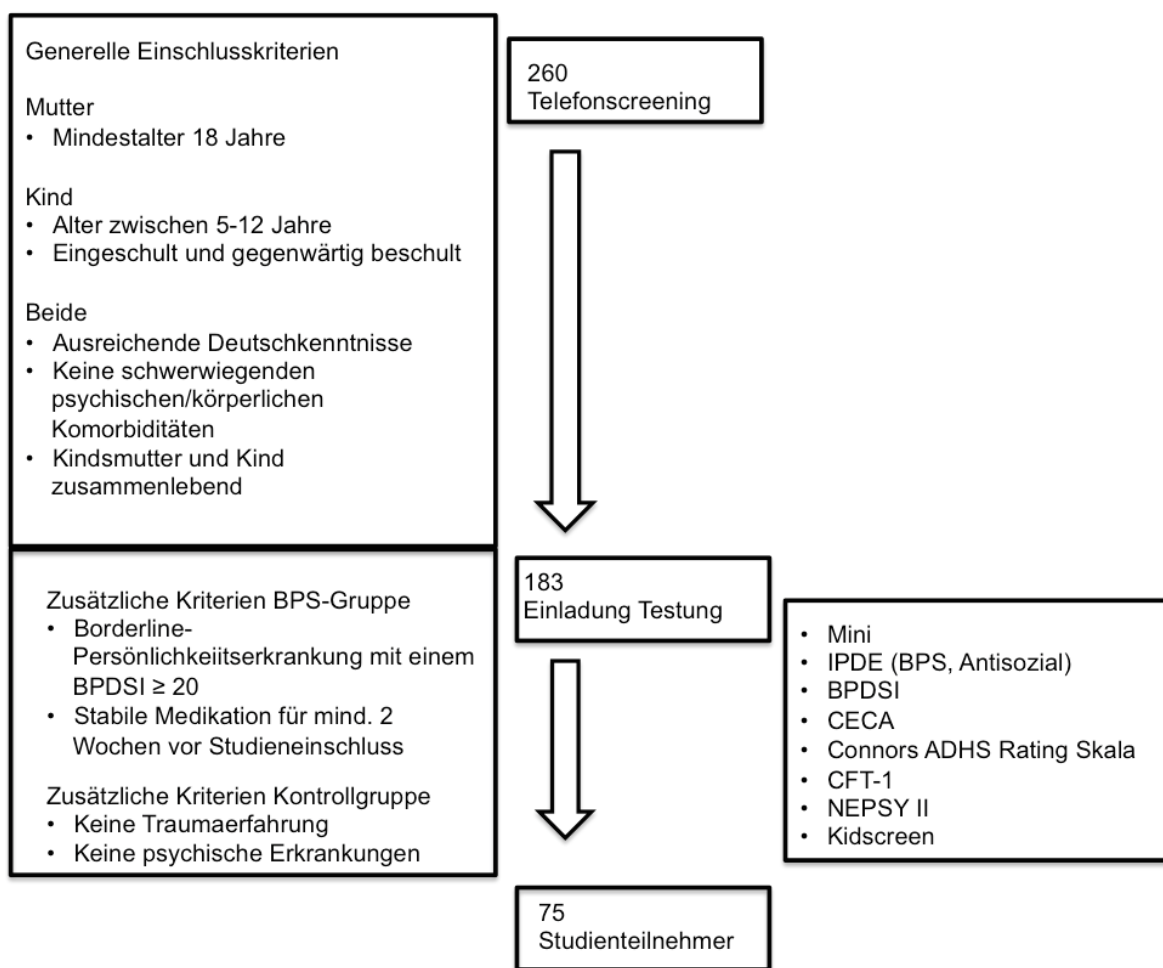 Generelle Einschlusskriterien
Mutter
• Mindestalter 18 Jahre
Kind
• Alter zwischen 5-12 Jahre
• Eingeschult und gegenwärtig beschult
Beide
• Ausreichende Deutschkenntnisse
• Keine schwerwiegenden
psychischen/körperlichen
Komorbiditäten
• Kindsmutter und Kind
zusammenlebend
260
Telefonscreening
Zusätzliche Kriterien BPS-Gruppe
• Borderline-
Persönlichkeiitserkrankung mit einem
BPDSI ≥ 20
• Stabile Medikation für mind. 2
Wochen vor Studieneinschluss
Zusätzliche Kriterien Kontrollgruppe
• Keine Traumaerfahrung
• Keine psychische Erkrankungen
183
Einladung Testung
• Mini
• IPDE (BPS, Antisozial)
• BPDSI
• CECA
• Connors ADHS Rating Skala
• CFT-1
• NEPSY II
• Kidscreen
75
Studienteilnehmer